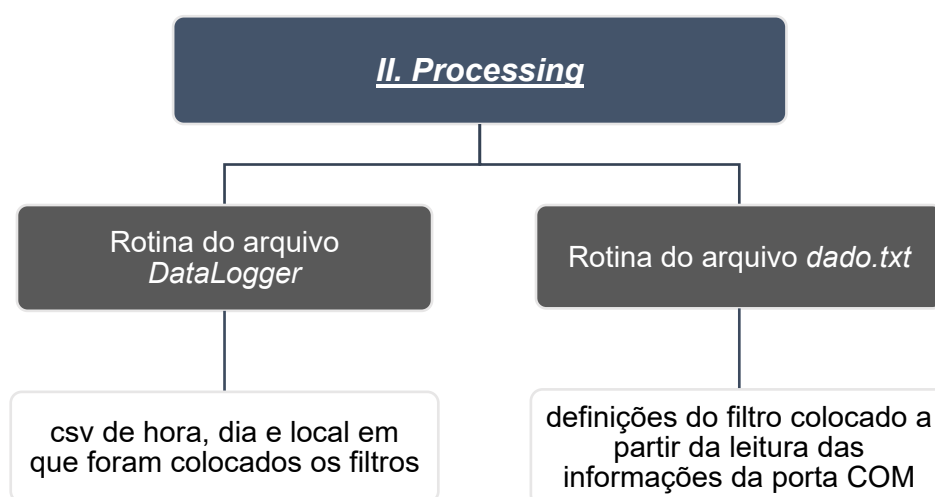 II. Processing
Rotina do arquivo
DataLogger
Rotina do arquivo dado.txt
csv de hora, dia e local em
que foram colocados os filtros
definições do filtro colocado a
partir da leitura das
informações da porta COM